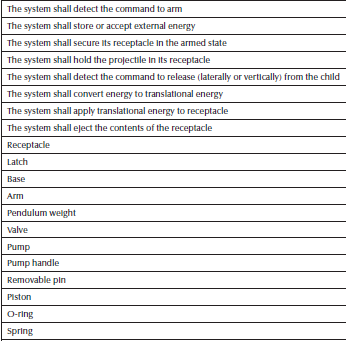 The system shall detect the command to arm
The system shall store or accept external energy
The system shall secure its receptacle in the armed state
The system shall hold the projectile in its receptacle
The system shall detect the command to release (laterally or vertically) from the child
The system shall convert energy to translational energy
The system shall apply translational energy to receptacle
The system shall eject the contents of the receptacle
Receptacle
Latch
Base
Arm
Pendulum weight
Valve
Pump
Pump handle
Removable pin
Piston
O-ring
Spring